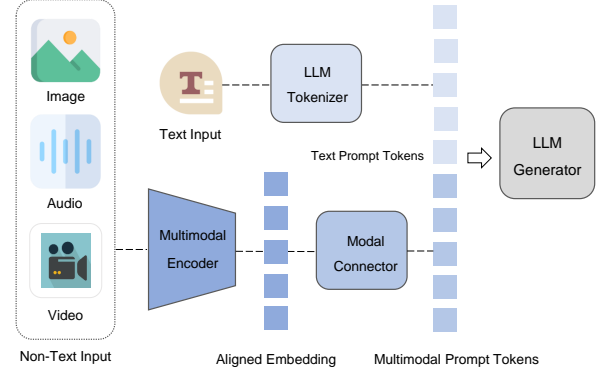 Image
Audio
Video
Non-Text Input
T
Text Input
LLM
Tokenizer
Text Prompt Tokens
Multimodal
Encoder
Aligned Embedding
Modal
Connector
Multimodal Prompt Tokens
LLM
Generator